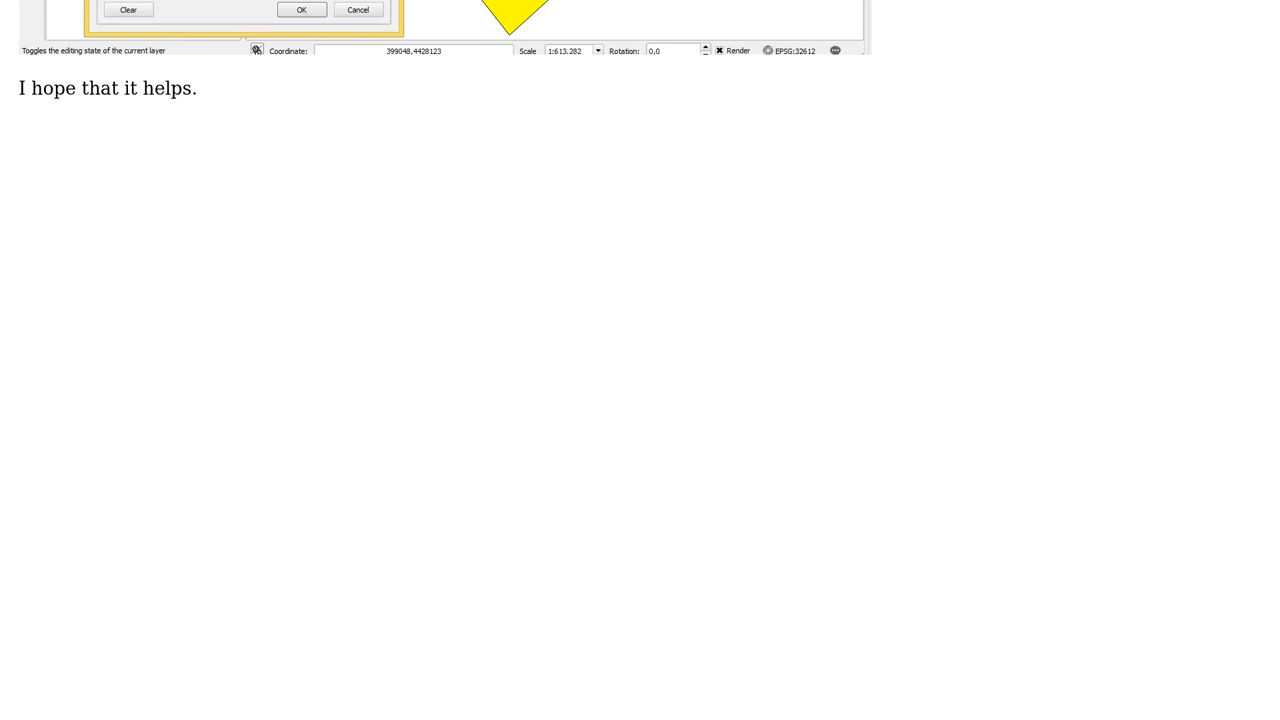 Clear OK Cancel
Toggles the editing state of the current layer Coordinate: 399048,4428123 Scale 1:613.282 Rotation: 0,0 Render EPSG:32612
I hope that it helps.